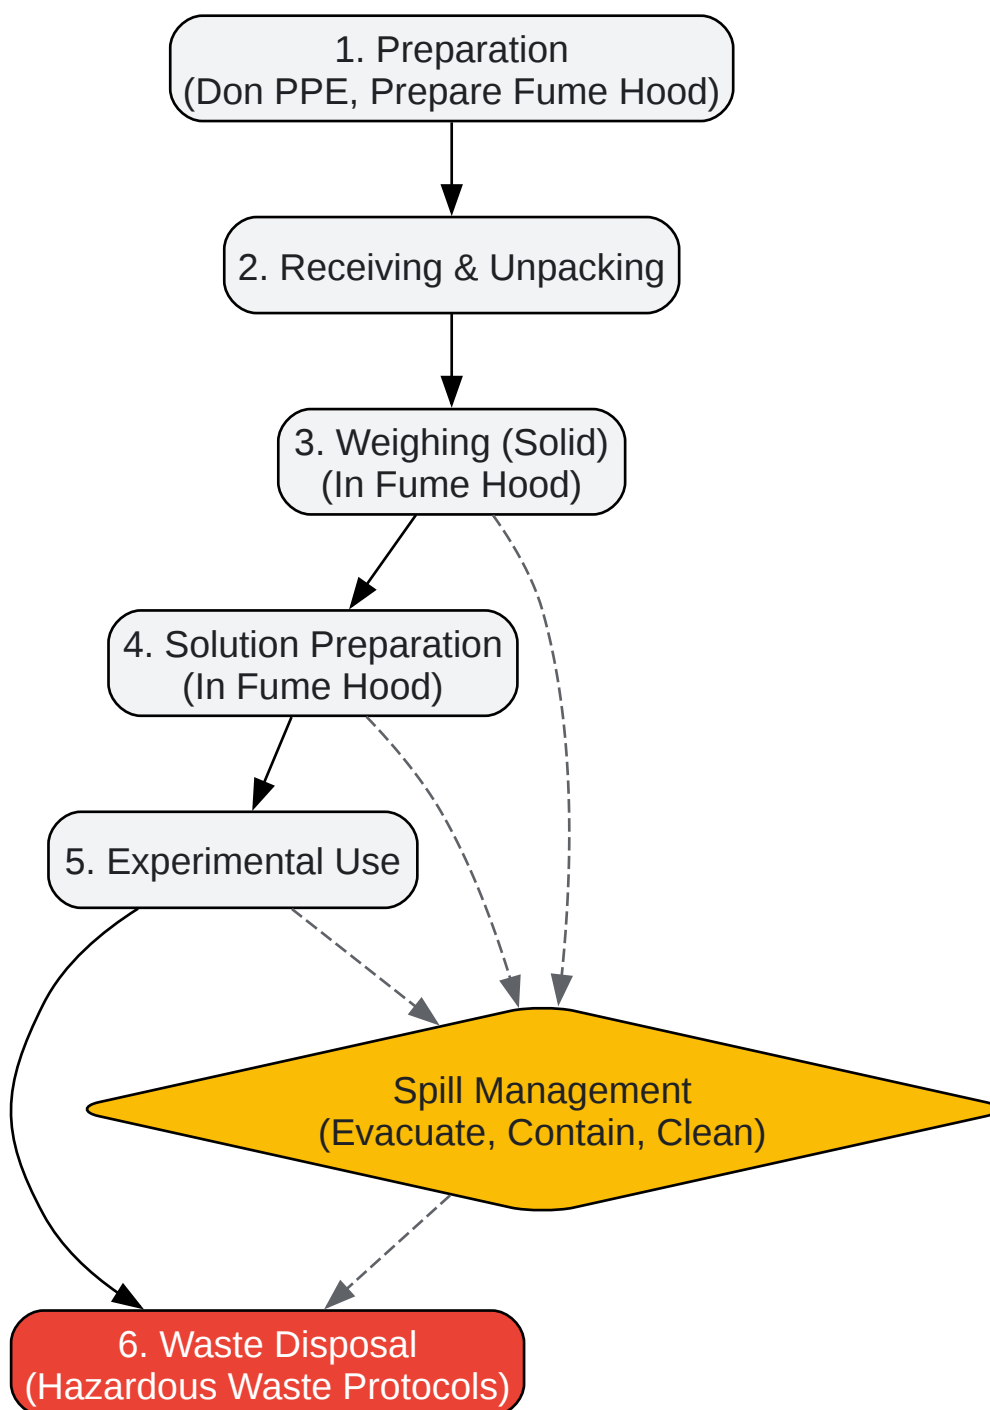 1. Preparation
(Don PPE, Prepare Fume Hood)
2. Receiving & Unpacking
3. Weighing (Solid)
(In Fume Hood)
4. Solution Preparation
(In Fume Hood)
5. Experimental Use
Spill Management
(Evacuate, Contain, Clean)
6. Waste Disposal
(Hazardous Waste Protocols)